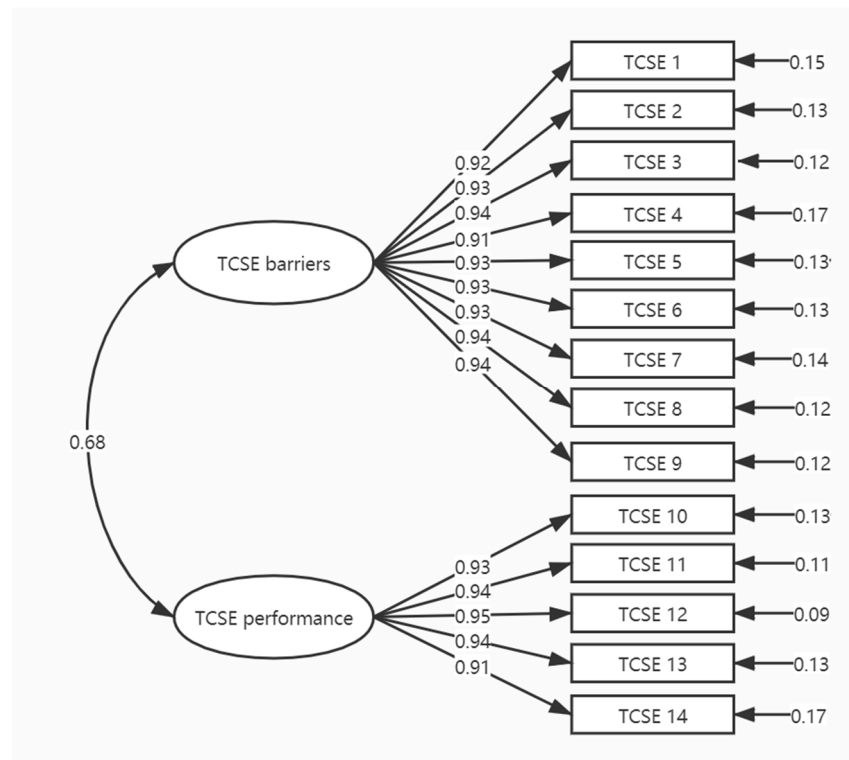 TCSE 1
0.15
TCSE 2
0.13
0.92
TCSE 3
0.12
0.93
0.94
TCSE 4
0.17
0.91
TCSE barriers
0.93
TCSE 5
0.13
0.93
TCSE 6
0.13
0.93
0.94
TCSE 7
0.14
0.94
TCSE 8
0.12
0.68
TCSE 9
0.12
TCSE 10
0.13
0.93
TCSE 11
0.11
0.94
TCSE performance
0.95
TCSE 12
0.09
0.94
TCSE 13
0.13
0.91
TCSE 14
0.17